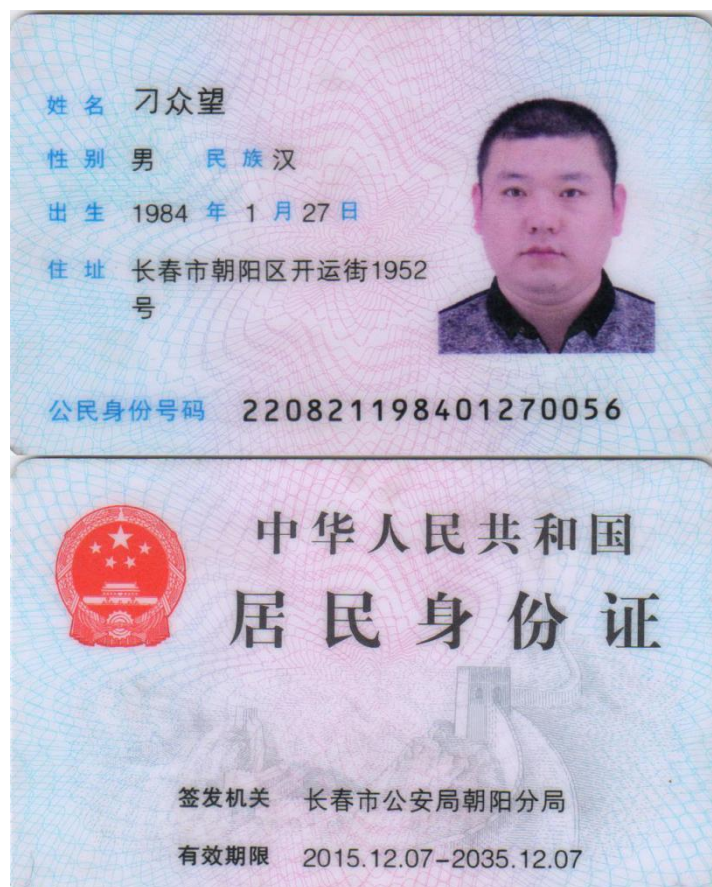 姓名 刁众望
性别 男 民族 汉
出生 1984 年 1 月 27 日
住址 长春市朝阳区开运街1952
号
公民身份号码 220821198401270056
中华人民共和国
居民身份证
签发机关 长春市公安局朝阳分局
有效期限 2015.12.07-2035.12.07